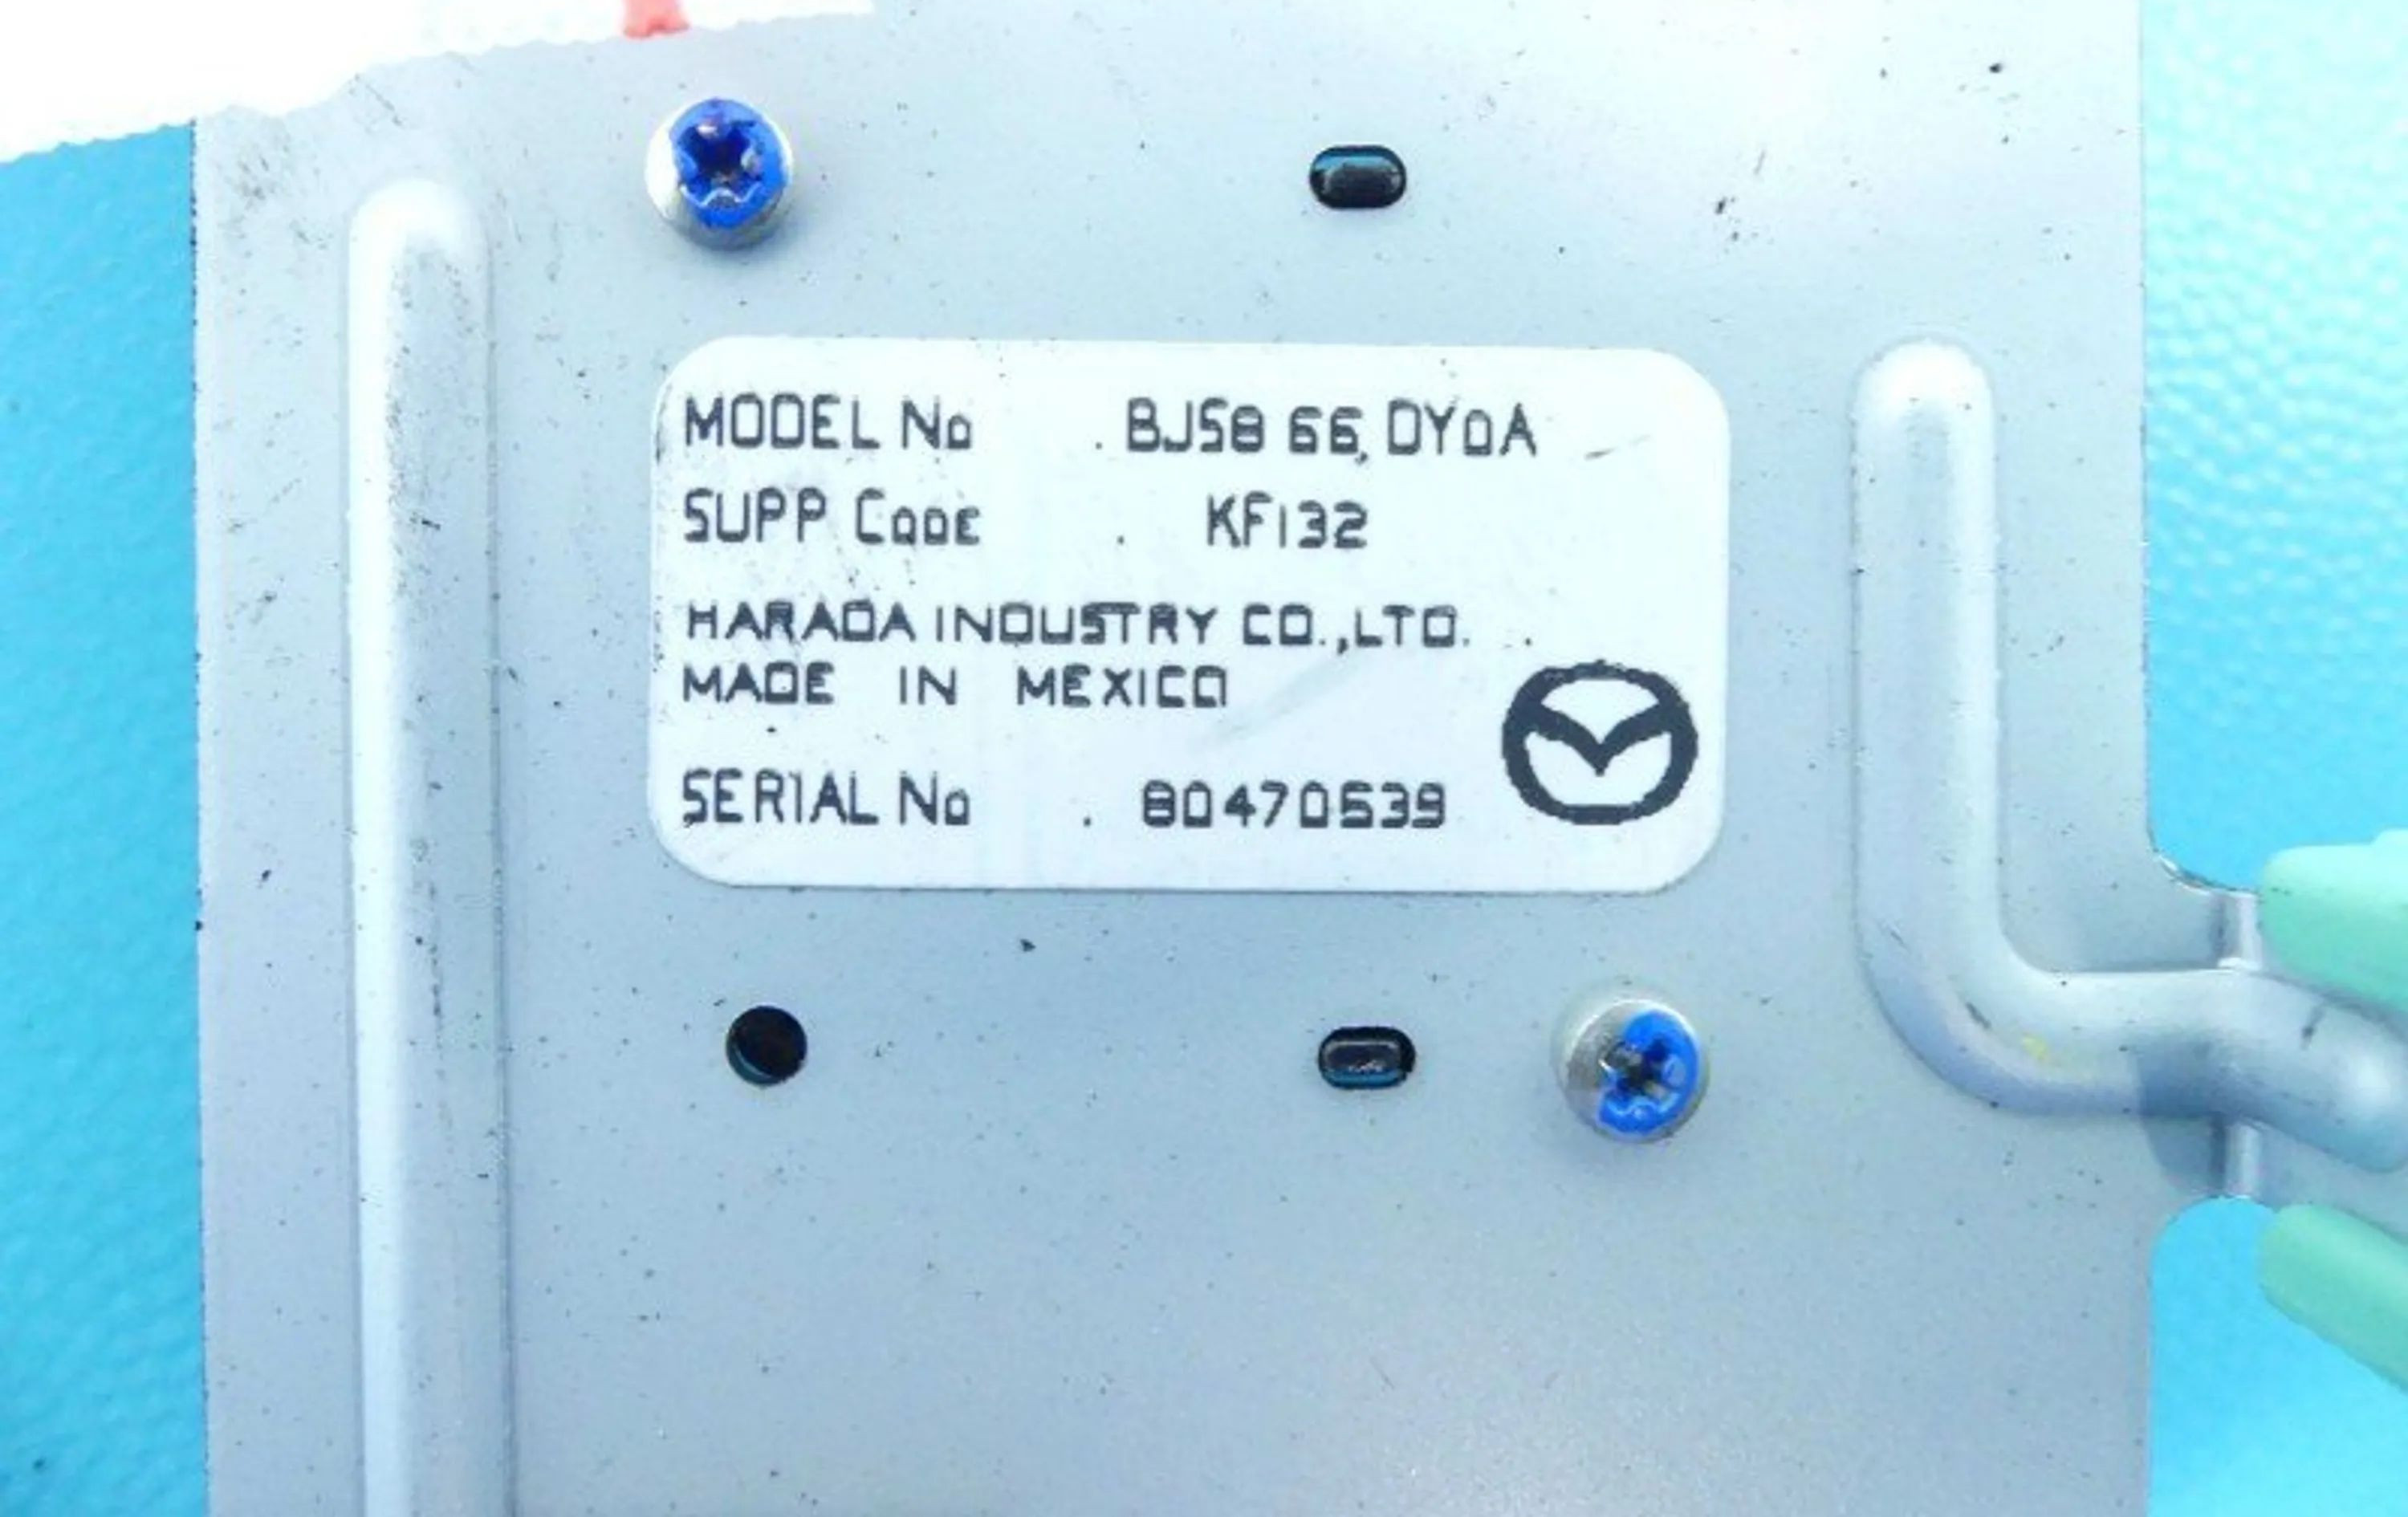 MODEL No . BJS8 66, DY0A
SUPP CODE . KF132
HARADA INDUSTRY CO.,LTD.
MADE IN MEXICO
SERIAL No . 80470539